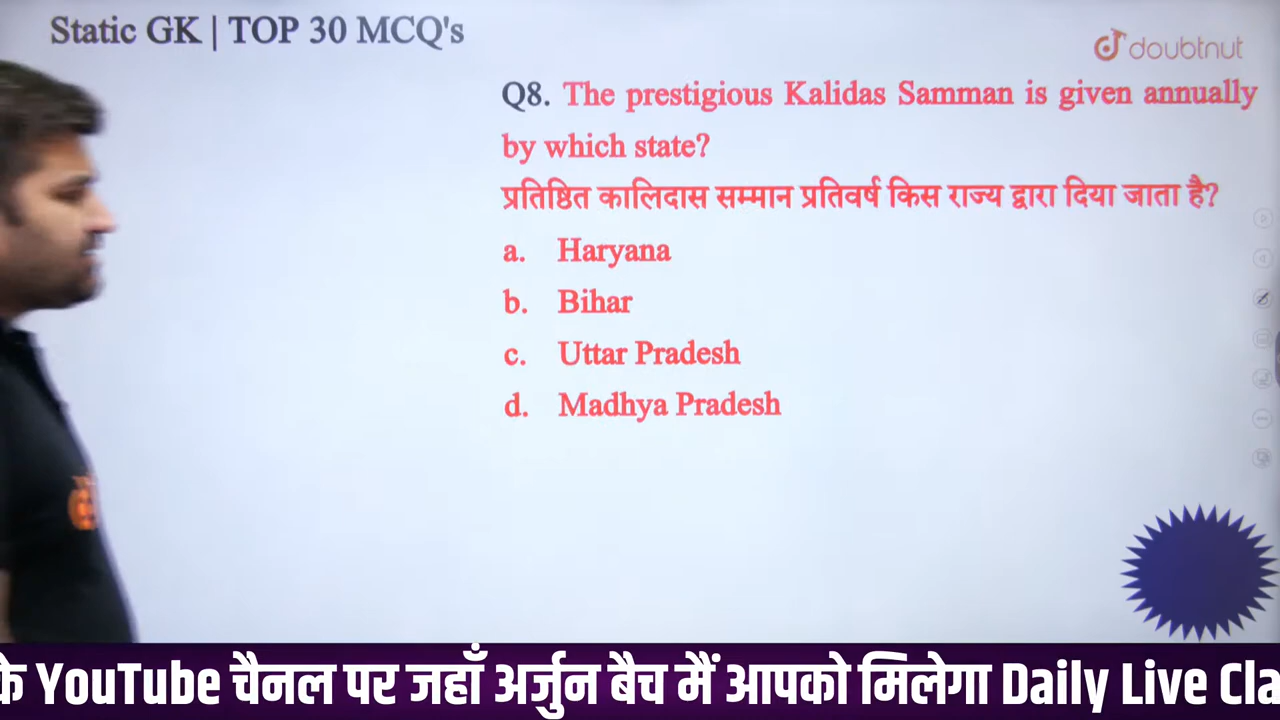 Static GK | TOP 30 MCQ's
doubtnut
Q8. The prestigious Kalidas Samman is given annually
by which state?
प्रतिष्ठित कालिदास सम्मान प्रतिवर्ष किस राज्य द्वारा दिया जाता है?
a. Haryana
b. Bihar
c. Uttar Pradesh
d. Madhya Pradesh
के YouTube चैनल पर जहाँ अर्जुन बैच मैं आपको मिलेगा Daily Live Cla